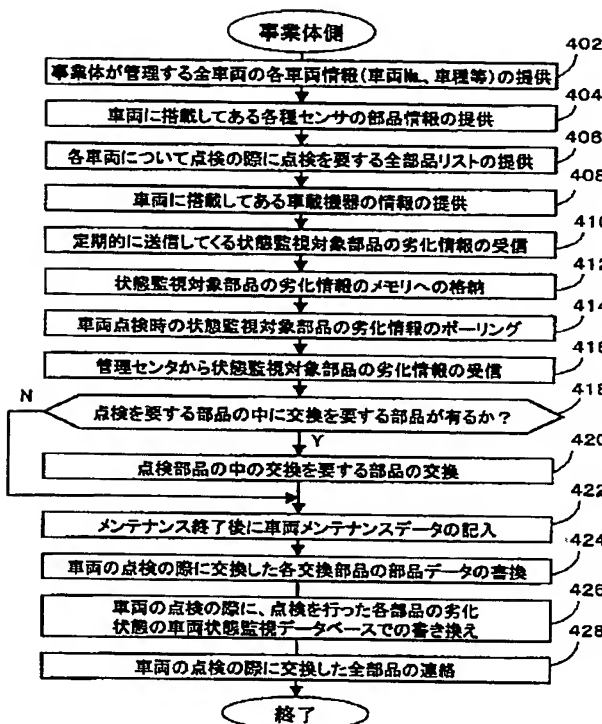 事業体側
402
事業体が管理する全車両の各車両情報(車両№、車種等)の提供
404
車両に搭載してある各種センサの部品情報の提供
406
各車両について点検の際に点検を要する全部品リストの提供
408
車両に搭載してある車載機器の情報の提供
410
定期的に送信してくる状態監視対象部品の劣化情報の受信
412
状態監視対象部品の劣化情報のメモリへの格納
414
車両点検時の状態監視対象部品の劣化情報のポーリング
416
管理センタから状態監視対象部品の劣化情報の受信
418
N
点検を要する部品の中に交換を要する部品が有るか？
Y
420
点検部品の中の交換を要する部品の交換
422
メンテナンス終了後に車両メンテナンスデータの記入
424
車両の点検の際に交換した各交換部品の部品データの書換
426
車両の点検の際に、点検を行った各部品の劣化
状態の車両状態監視データベースでの書き換え
428
車両の点検の際に交換した全部品の連絡
終了